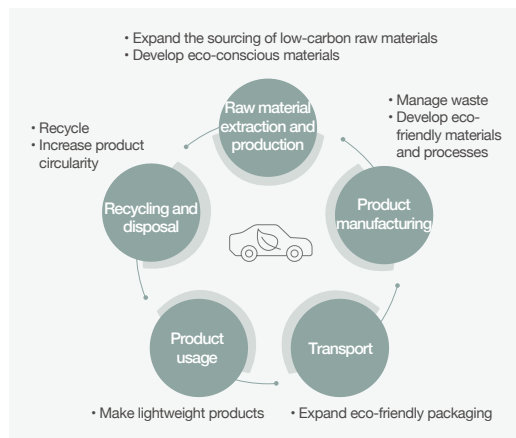 • Expand the sourcing of low-carbon raw materials
• Develop eco-conscious materials
Raw material
extraction and
production
• Manage waste
• Develop eco-
friendly materials
and processes
• Recycle
• Increase product
circularity
Recycling and
disposal
Product
manufacturing
Product
usage
Transport
• Make lightweight products
• Expand eco-friendly packaging